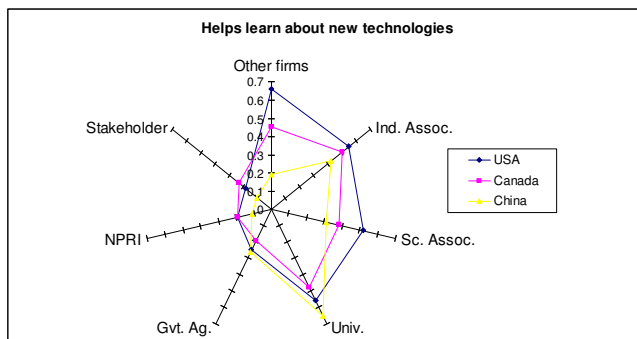 Helps learn about new technologies
Other firms
0.7
0.6
0.5
0.4
0.3
0.2
0.1
0
Ind. Assoc.
Sc. Assoc.
Univ.
Gvt. Ag.
NPRI
Stakeholder
USA
Canada
China